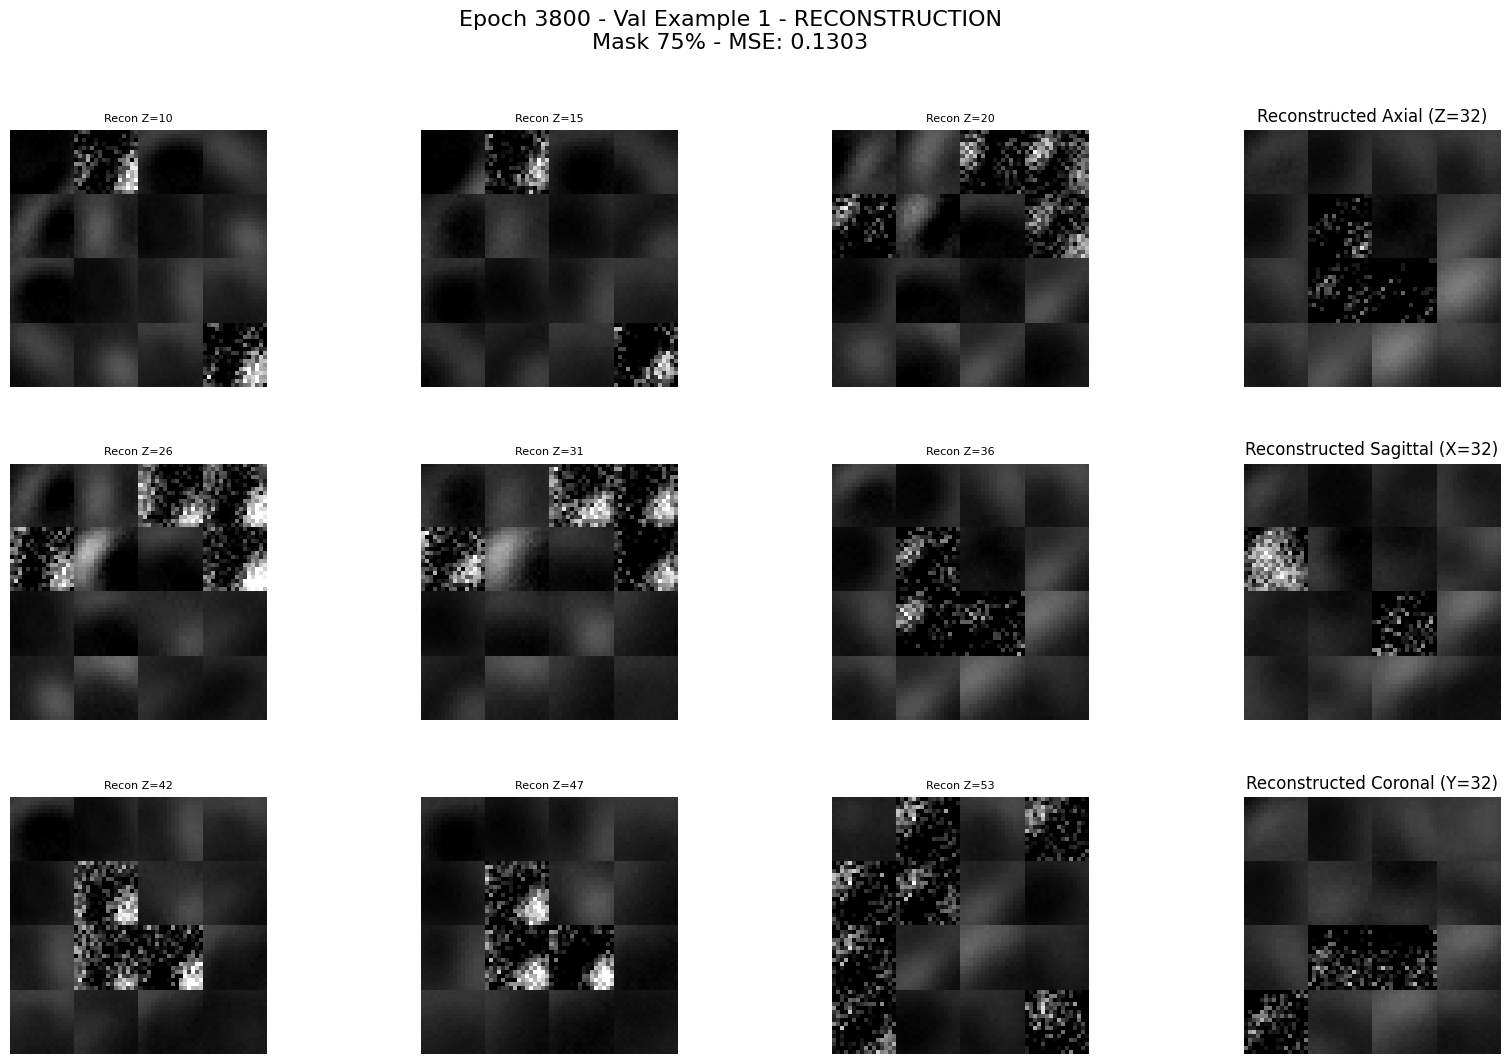 Epoch 3800 - Val Example 1 - RECONSTRUCTION
Mask 75% - MSE: 0.1303
Recon Z=10
Recon Z=15
Recon Z=20
Reconstructed Axial (Z=32)
Recon Z=26
Recon Z=31
Recon Z=36
Reconstructed Sagittal (X=32)
Recon Z=42
Recon Z=47
Recon Z=53
Reconstructed Coronal (Y=32)